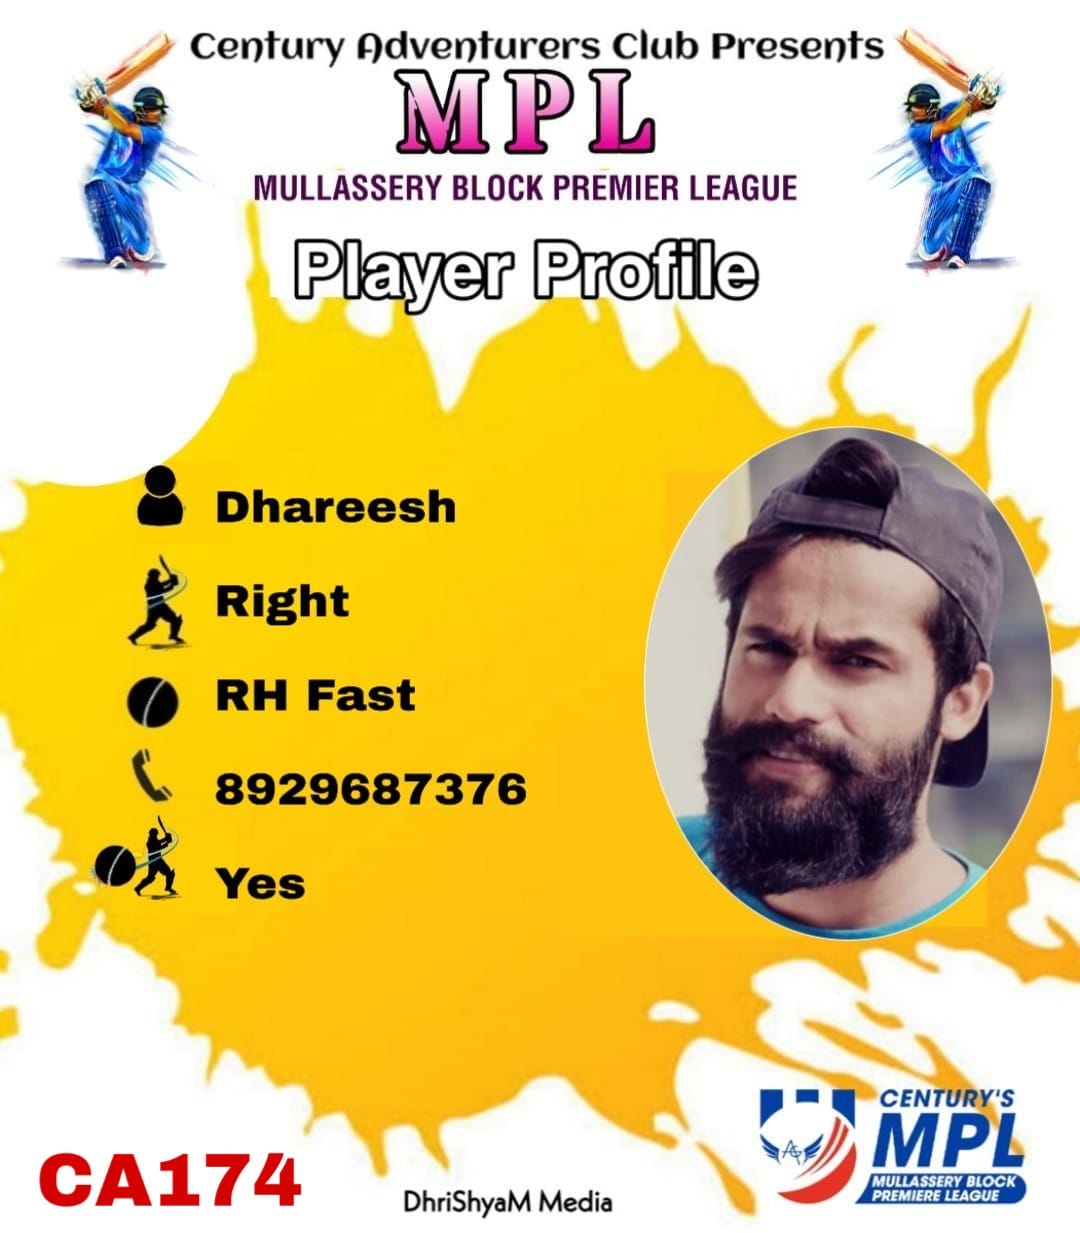 Century Adventurers Club Presents
MPL
MULLASSERY BLOCK PREMIER LEAGUE
Player Profile
Dhareesh
Right
RH Fast
8929687376
Yes
CA174
DhriShyaM Media
CENTURY'S
MPL
MULLASSERY BLOCK
PREMIERE LEAGUE